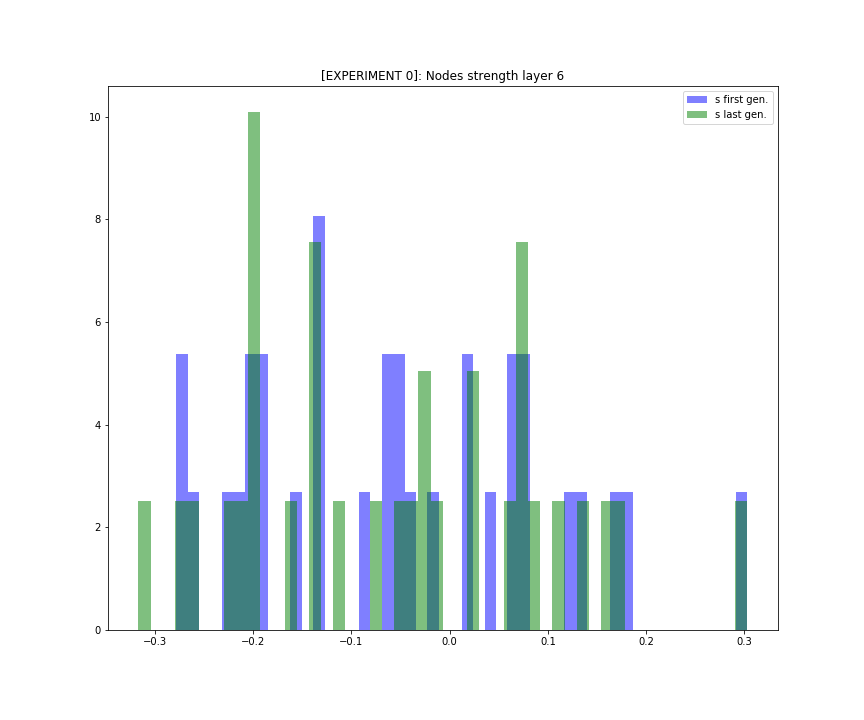 [EXPERIMENT 0]: Nodes strength layer 6
s first gen.
s last gen.
10
8
6
4
2
0
−0.3 −0.2 −0.1 0.0 0.1 0.2 0.3